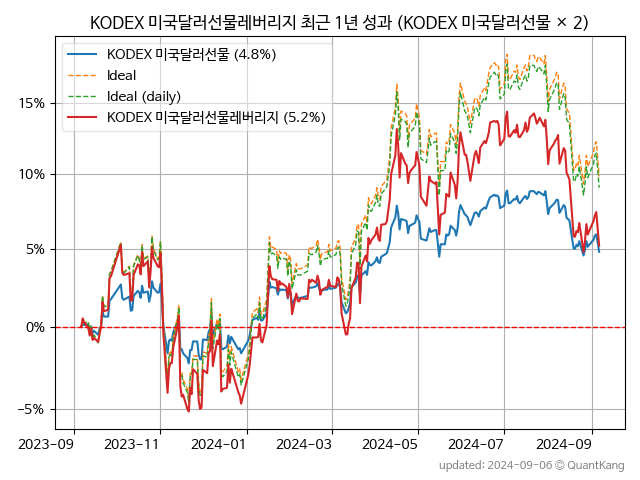 KODEX 미국달러선물레버리지 최근 1년 성과 (KODEX 미국달러선물 × 2)
KODEX 미국달러선물 (4.8%)
Ideal
Ideal (daily)
KODEX 미국달러선물레버리지 (5.2%)
15%
10%
5%
0%
−5%
2023-09 2023-11 2024-01 2024-03 2024-05 2024-07 2024-09
updated: 2024-09-06 © QuantKang